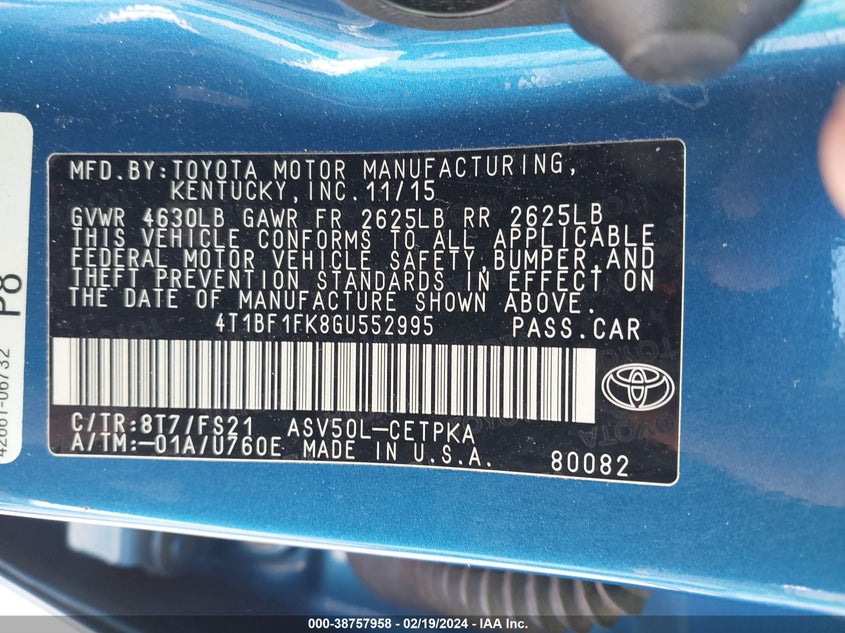 MFD.BY:TOYOTA MOTOR MANUFACTURING,
KENTUCKY,INC.11/15
GVWR 4630LB GAWR FR 2625LB RR 2625LB
THIS VEHICLE CONFORMS TO ALL APPLICABLE
FEDERAL MOTOR VEHICLE SAFETY,BUMPER,AND
THEFT PREVENTION STANDARDS IN EFFECT ON
THE DATE OF MANUFACTURE SHOWN ABOVE.
4T1BF1FK8GU552995 PASS.CAR
C/TR:8T7/FS21 ASV50L-CETPKA
A/TM:-01A/U760E MADE IN U.S.A. 80082
P8
42661-06732
000-38757958 - 02/19/2024 - IAA Inc.